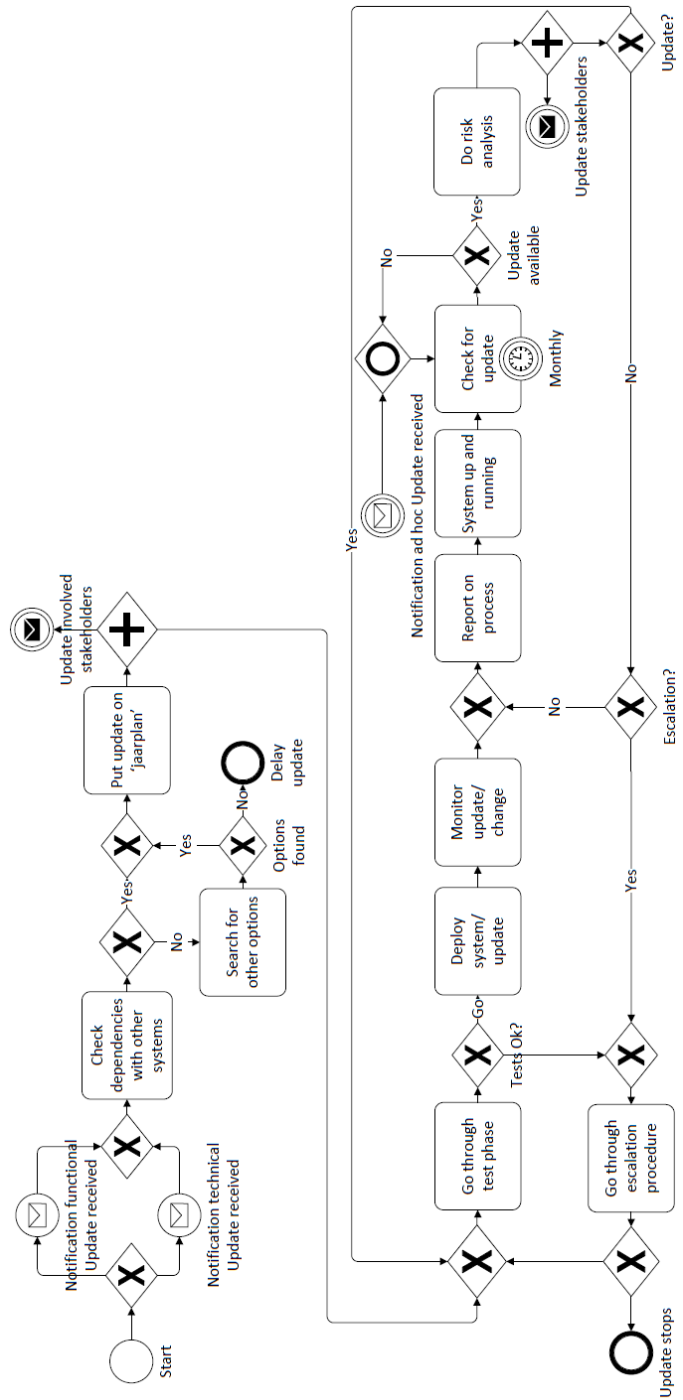 Start
Notification functional
Update received
Notification technical
Update received
Check
dependencies
with other
systems
Yes
No
Search for
other options
Options
found
Yes
No
Delay
update
Put update on
‘jaarplan’
Update Involved
stakeholders
Yes
Go through
test phase
Tests Ok?
Go
Deploy
system/
update
Monitor
update/
change
Report on
process
System up and
running
Notification ad hoc Update received
Check for
update
Monthly
No
Update
available
Yes
Do risk
analysis
Update stakeholders
Update?
No
Escalation?
No
Yes
Go through
escalation
procedure
Update stops